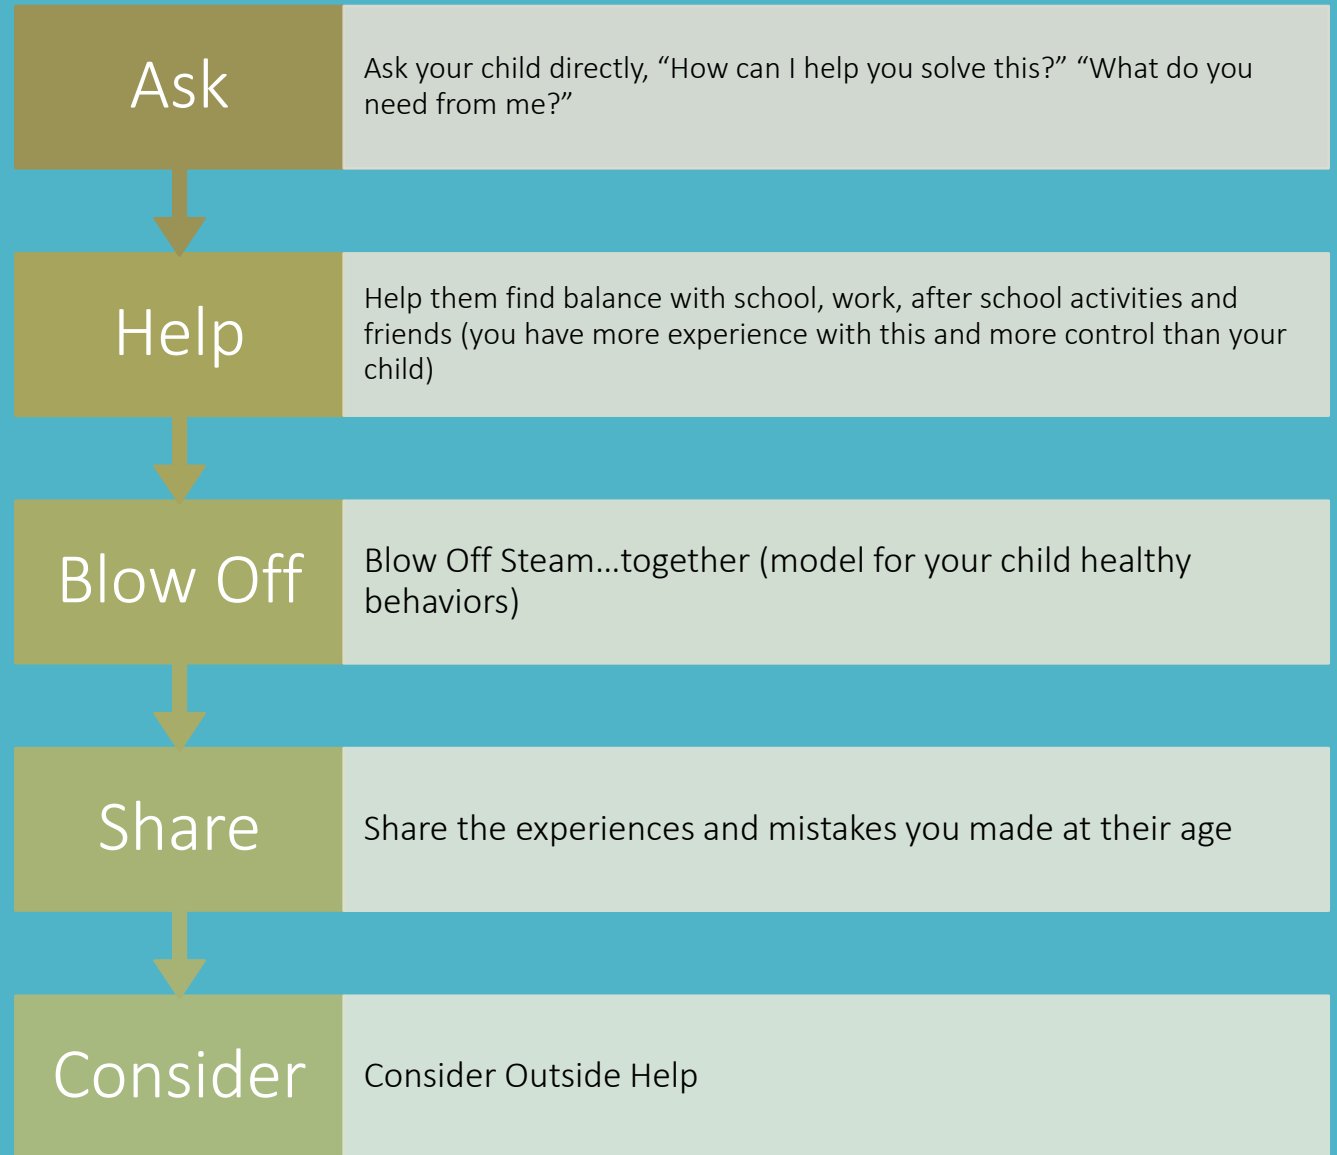 Ask
Ask your child directly, “How can I help you solve this?” “What do you
need from me?”
Help
Help them find balance with school, work, after school activities and
friends (you have more experience with this and more control than your
child)
Blow Off
Blow Off Steam…together (model for your child healthy
behaviors)
Share
Share the experiences and mistakes you made at their age
Consider
Consider Outside Help